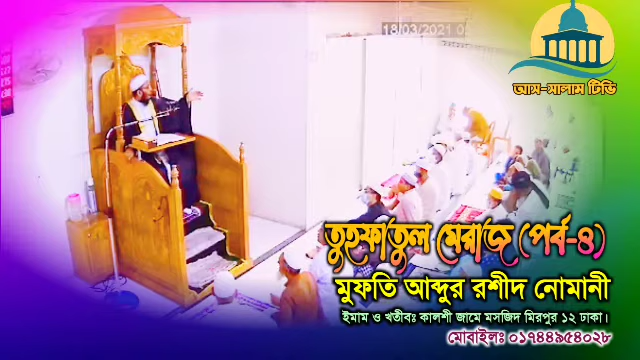 18/03/2021
আস-সালাম টিভি
তুহফাতুল মেরাজ (পর্ব-৪)
মুফতি আব্দুর রশীদ নোমানী
ইমাম ও খতীবঃ কালশী জামে মসজিদ মিরপুর ১২ ঢাকা।
মোবাইলঃ ০১৭৪৪৯৫৪০২৮